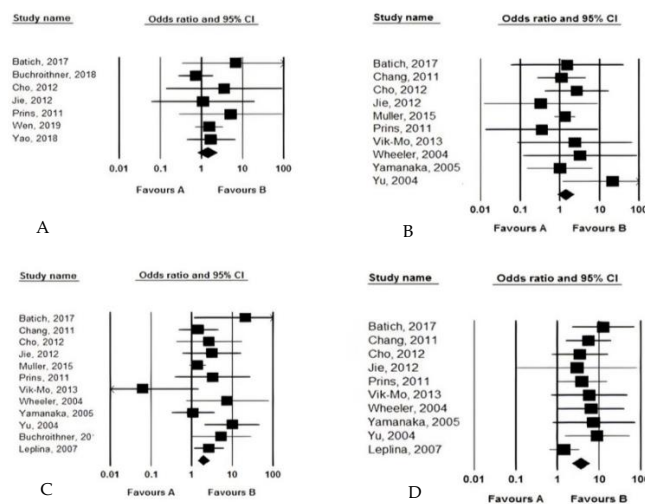 Study name Odds ratio and 95% CI
Batich, 2017
Buchroithner, 2018
Cho, 2012
Jie, 2012
Prins, 2011
Wen, 2019
Yao, 2018
0.01 0.1 1 10 100
Favours A Favours B
A
Study name Odds ratio and 95% CI
Batich, 2017
Chang, 2011
Cho, 2012
Jie, 2012
Muller, 2015
Prins, 2011
Vik-Mo, 2013
Wheeler, 2004
Yamanaka, 2005
Yu, 2004
0.01 0.1 1 10 100
Favours A Favours B
B
Study name Odds ratio and 95% CI
Batich, 2017
Chang, 2011
Cho, 2012
Jie, 2012
Muller, 2015
Prins, 2011
Vik-Mo, 2013
Wheeler, 2004
Yamanaka, 2005
Yu, 2004
Buchroithner, 20
Leplina, 2007
0.01 0.1 1 10 100
Favours A Favours B
C
Study name Odds ratio and 95% CI
Batich, 2017
Chang, 2011
Cho, 2012
Jie, 2012
Prins, 2011
Vik-Mo, 2013
Wheeler, 2004
Yamanaka, 2005
Yu, 2004
Leplina, 2007
0.01 0.1 1 10 100
Favours A Favours B
D